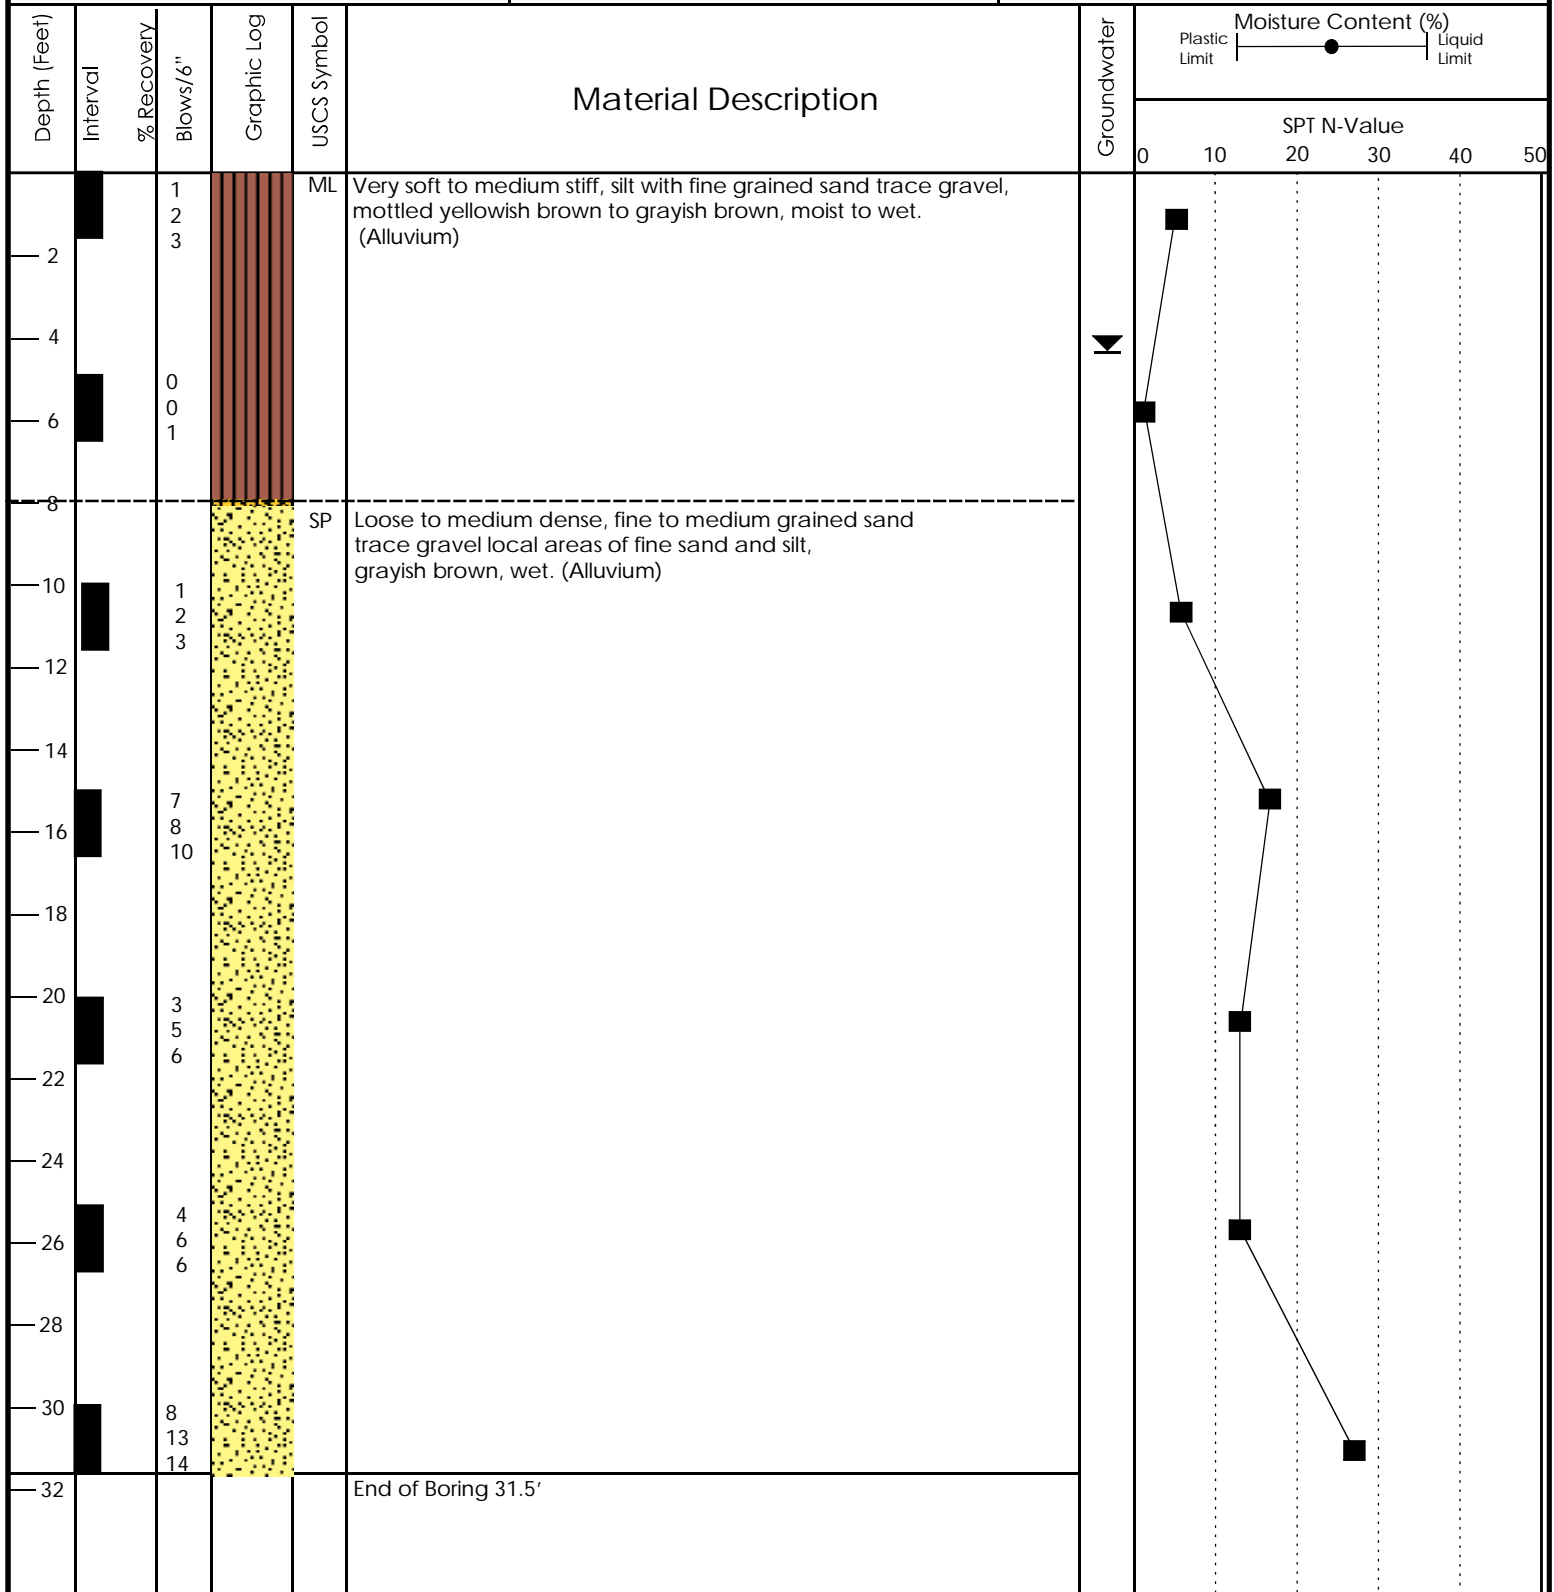 Depth (Feet)
Interval
% Recovery
Blows/6"
Graphic Log
USCS Symbol
Material Description
Groundwater
Moisture Content (%)
Plastic
Limit
Liquid
Limit
SPT N-Value
0 10 20 30 40 50
1
2
3
ML
Very soft to medium stiff, silt with fine grained sand trace gravel,
mottled yellowish brown to grayish brown, moist to wet.
(Alluvium)
2
4
0
0
1
6
8
SP
Loose to medium dense, fine to medium grained sand
trace gravel local areas of fine sand and silt,
grayish brown, wet. (Alluvium)
10
1
2
3
12
14
7
8
10
16
18
20
3
5
6
22
24
4
6
6
26
28
30
8
13
14
32
End of Boring 31.5′